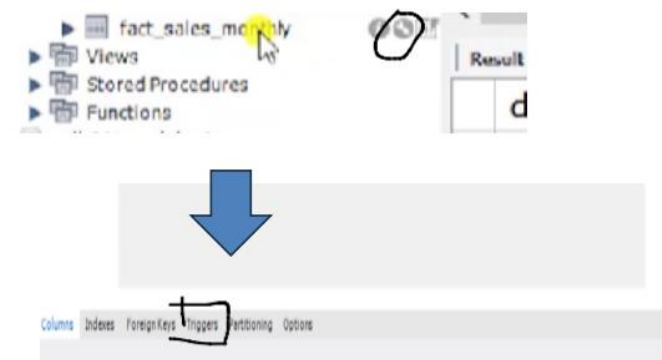 fact_sales_monthly
Views
Result
Stored Procedures
Functions
d
Columns Indexes Foreign Keys Triggers Partitioning Options